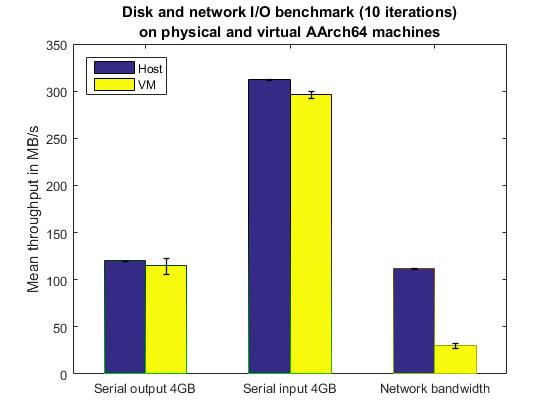 Disk and network I/O benchmark (10 iterations)
on physical and virtual AArch64 machines
Mean throughput in MB/s
350
300
250
200
150
100
50
0
Host
VM
Serial output 4GB
Serial input 4GB
Network bandwidth